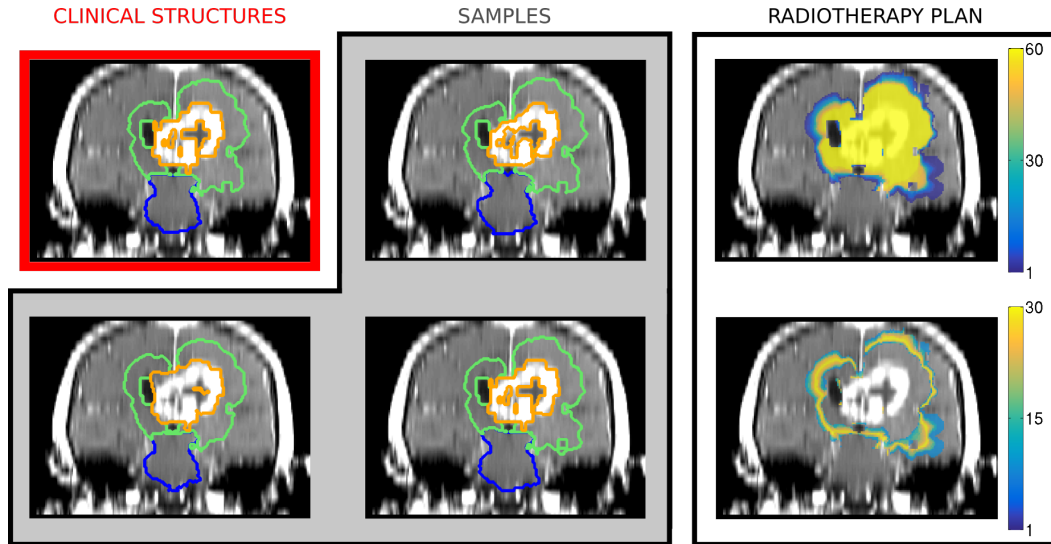 CLINICAL STRUCTURES
SAMPLES
RADIOTHERAPY PLAN
60
30
1
30
15
1